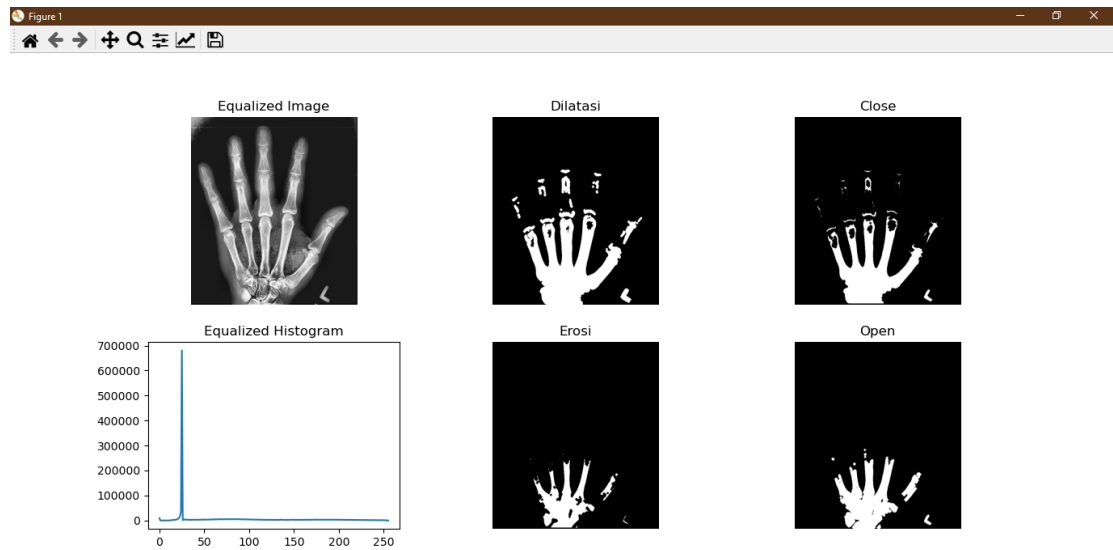 Figure 1
Equalized Image
Dilatasi
Close
L
L
L
Equalized Histogram
Erosi
Open
700000
600000
500000
400000
300000
200000
100000
0
0 50 100 150 200 250
L
L